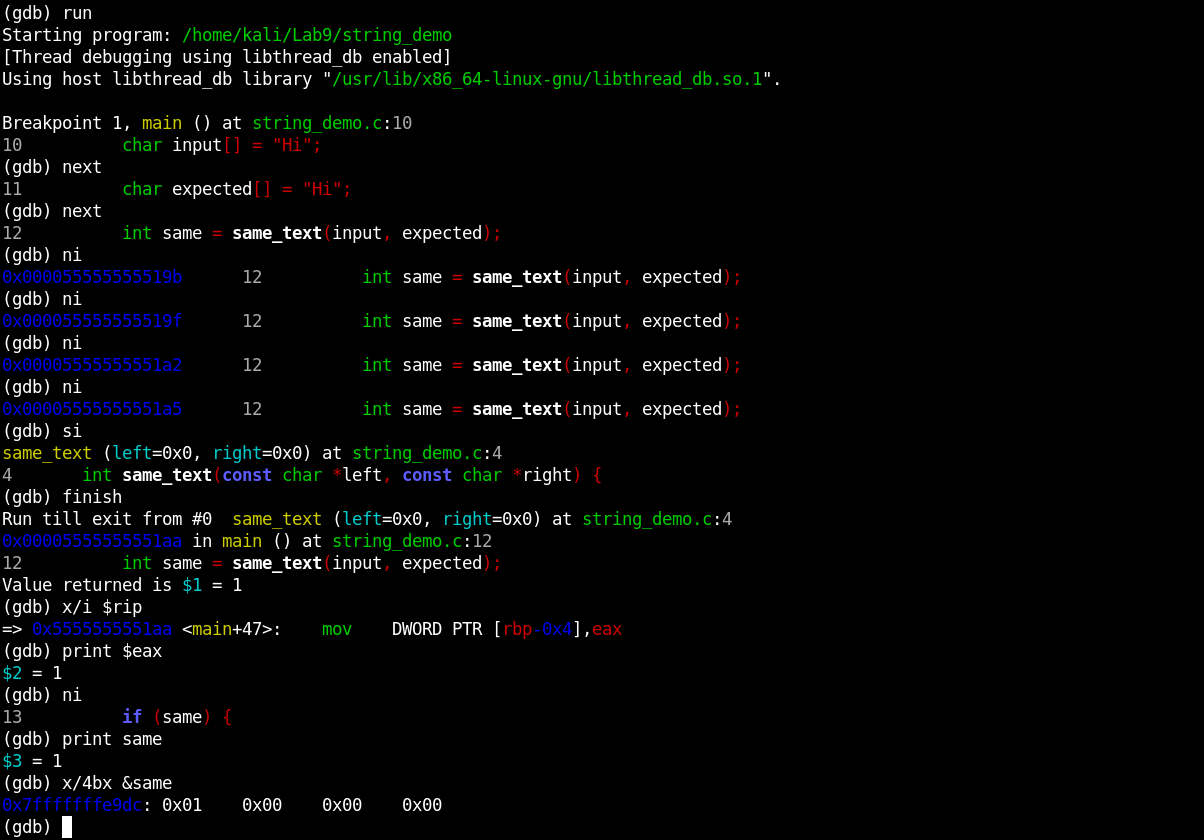 (gdb) run
Starting program: /home/kali/Lab9/string_demo
[Thread debugging using libthread_db enabled]
Using host libthread_db library "/usr/lib/x86_64-linux-gnu/libthread_db.so.1".

Breakpoint 1, main () at string_demo.c:10
10          char input[] = "Hi";
(gdb) next
11          char expected[] = "Hi";
(gdb) next
12          int same = same_text(input, expected);
(gdb) ni
0x000055555555519b      12          int same = same_text(input, expected);
(gdb) ni
0x000055555555519f      12          int same = same_text(input, expected);
(gdb) ni
0x00005555555551a2      12          int same = same_text(input, expected);
(gdb) ni
0x00005555555551a5      12          int same = same_text(input, expected);
(gdb) si
same_text (left=0x0, right=0x0) at string_demo.c:4
4       int same_text(const char *left, const char *right) {
(gdb) finish
Run till exit from #0  same_text (left=0x0, right=0x0) at string_demo.c:4
0x00005555555551aa in main () at string_demo.c:12
12          int same = same_text(input, expected);
Value returned is $1 = 1
(gdb) x/i $rip
=> 0x5555555551aa <main+47>:    mov    DWORD PTR [rbp-0x4],eax
(gdb) print $eax
$2 = 1
(gdb) ni
13          if (same) {
(gdb) print same
$3 = 1
(gdb) x/4bx &same
0x7fffffffe9dc: 0x01    0x00    0x00    0x00
(gdb)